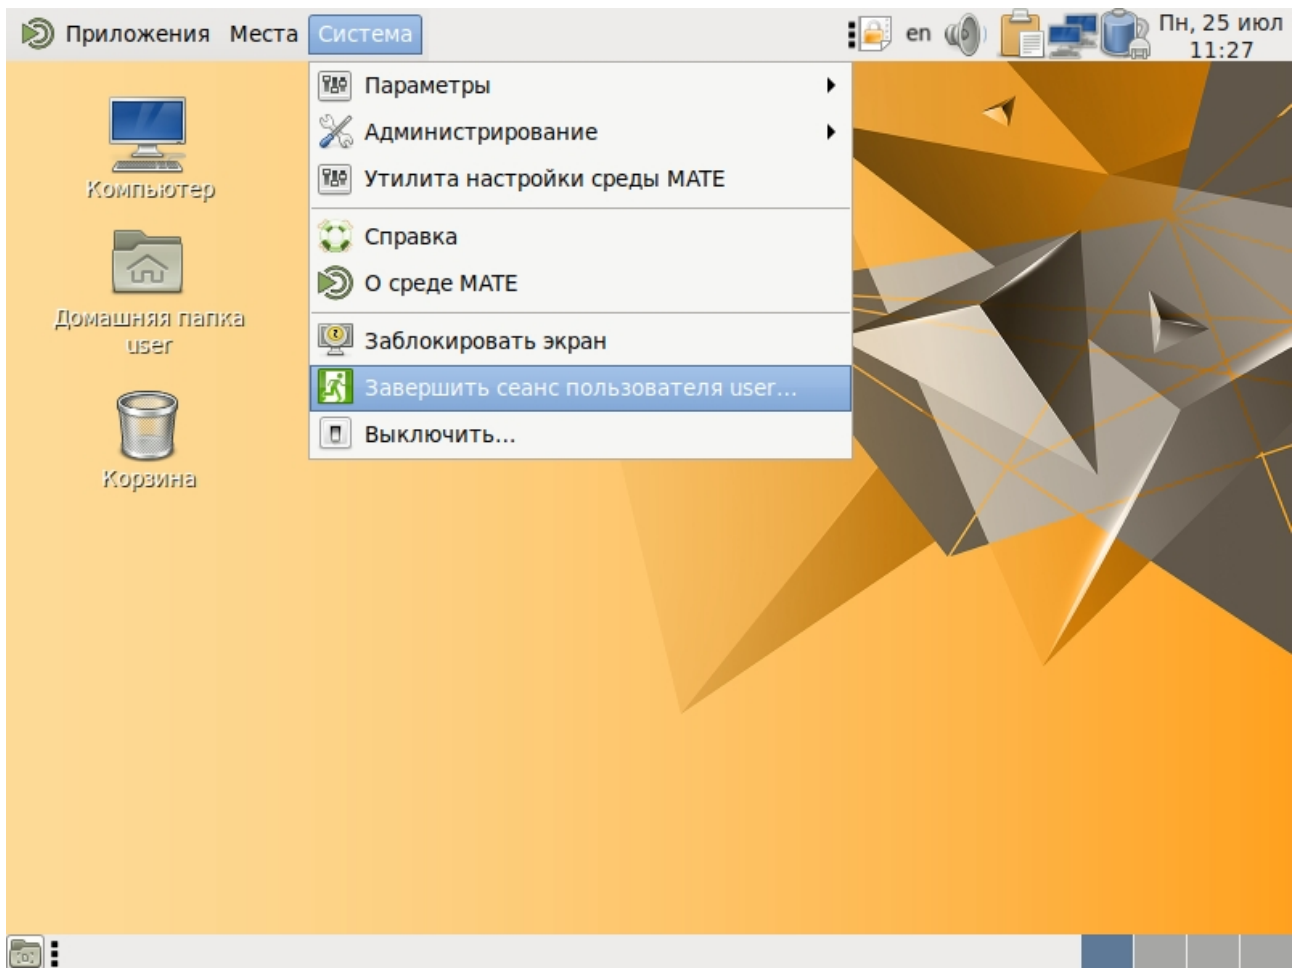 Приложения Места Система
en
Пн, 25 июл
11:27
Параметры
Администрирование
Утилита настройки среды MATE
Справка
О среде MATE
Заблокировать экран
Завершить сеанс пользователя user...
Выключить...
Компьютер
Домашняя папка
user
Корзина